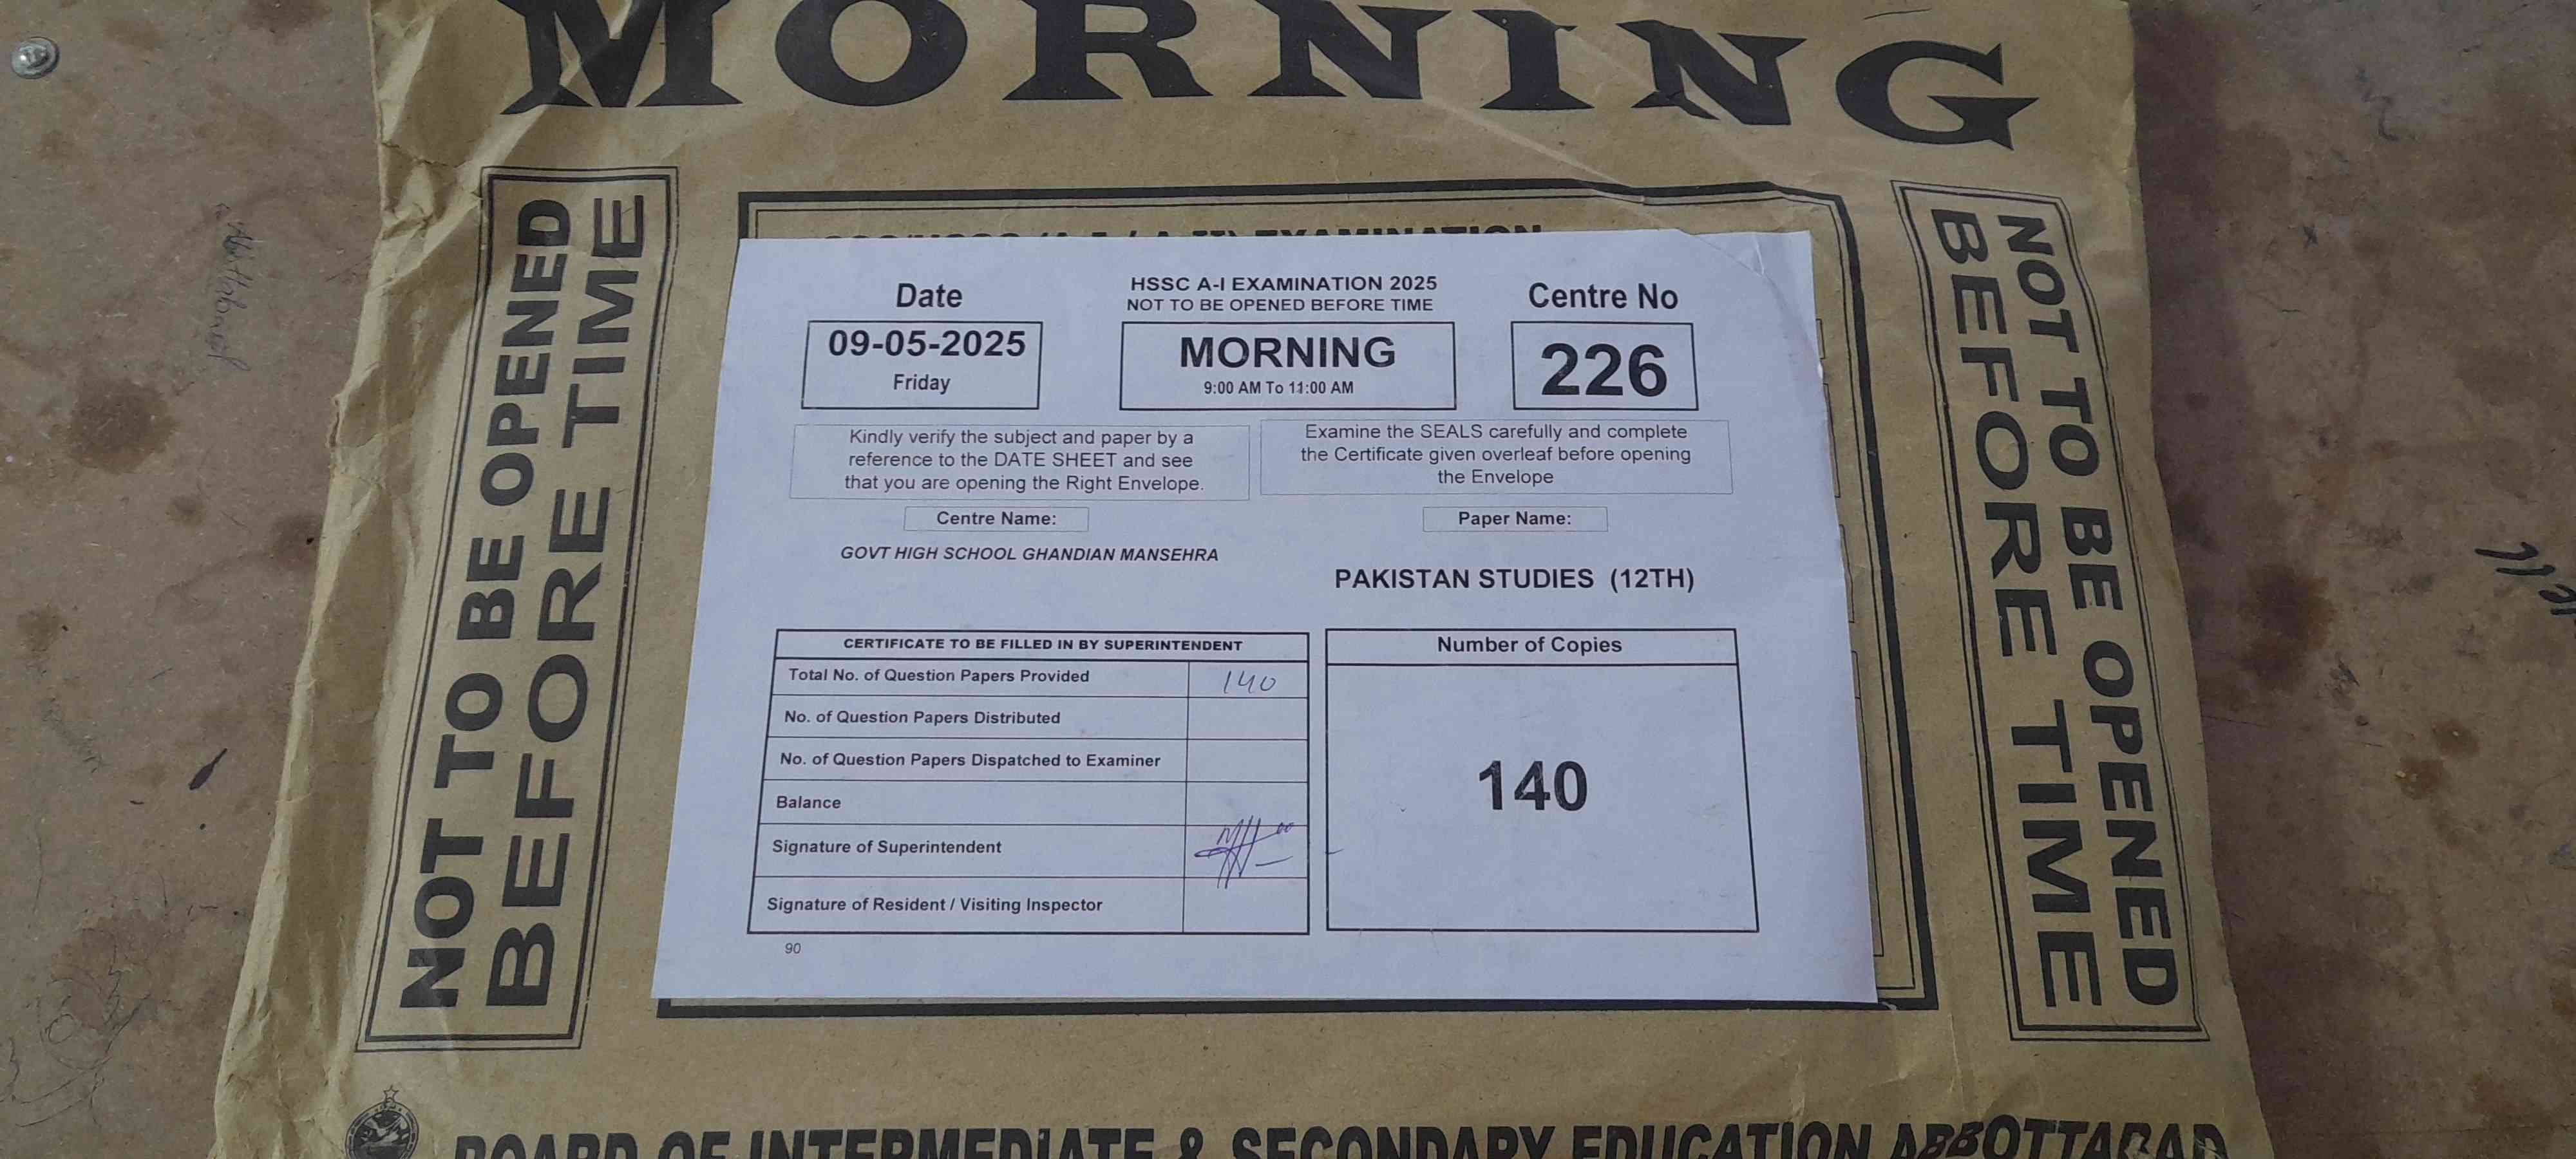 MORNING
NOT TO BE OPENED
BEFORE TIME
Date
09-05-2025
Friday
HSSC A-I EXAMINATION 2025
NOT TO BE OPENED BEFORE TIME
MORNING
9:00 AM To 11:00 AM
Centre No
226
Kindly verify the subject and paper by a
reference to the DATE SHEET and see
that you are opening the Right Envelope.
Examine the SEALS carefully and complete
the Certificate given overleaf before opening
the Envelope
Centre Name:
GOVT HIGH SCHOOL GHANDIAN MANSEHRA
Paper Name:
PAKISTAN STUDIES (12TH)
CERTIFICATE TO BE FILLED IN BY SUPERINTENDENT
Total No. of Question Papers Provided 140
No. of Question Papers Distributed
No. of Question Papers Dispatched to Examiner
Balance
Signature of Superintendent
Signature of Resident / Visiting Inspector
Number of Copies
140
90
NOT TO BE OPENED
BEFORE TIME
BOARD OF INTERMEDIATE & SECONDARY EDUCATION ABBOTTABAD
Abbottabad